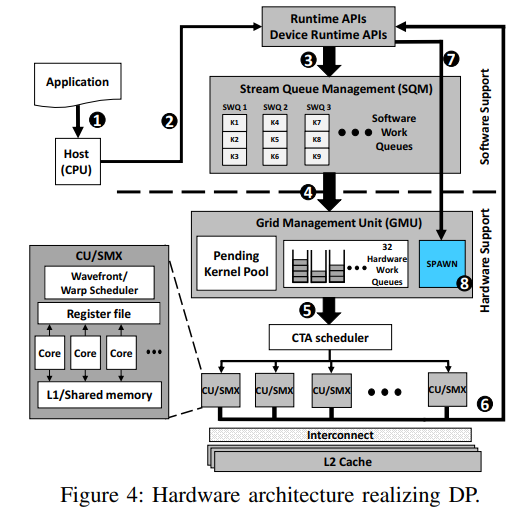 Runtime APIs
Device Runtime APIs
3
7
Application
Stream Queue Management (SQM)
SWQ 1 SWQ 2 SWQ 3
K1 K4 K7
K2 K5 K8
K3 K6 K9
Software
Work
Queues
1
2
Host
(CPU)
Software Support
4
Grid Management Unit (GMU)
Pending
Kernel Pool
32
Hardware
Work
Queues
SPAWN
8
Hardware Support
CU/SMX
Wavefront/
Warp Scheduler
Register file
Core Core Core
L1/Shared memory
5
CTA scheduler
CU/SMX CU/SMX CU/SMX CU/SMX
6
Interconnect
L2 Cache
Figure 4: Hardware architecture realizing DP.